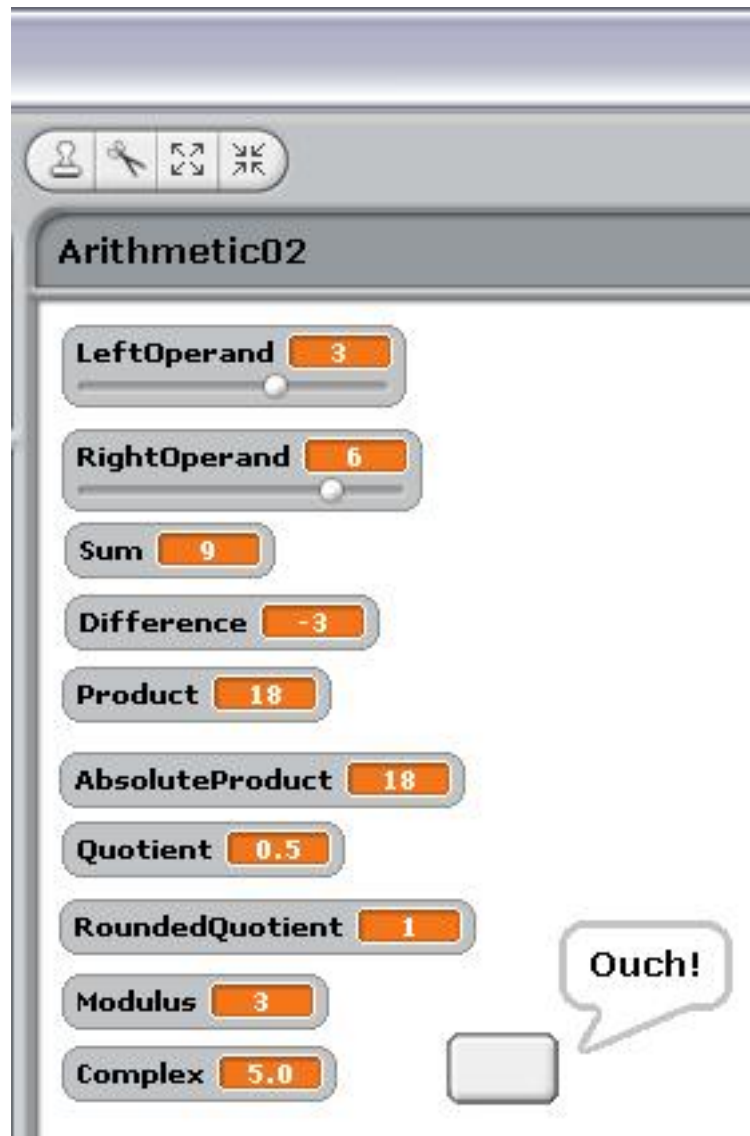 Arithmetic02
LeftOperand 3
RightOperand 6
Sum 9
Difference -3
Product 18
AbsoluteProduct 18
Quotient 0.5
RoundedQuotient 1
Ouch!
Modulus 3
Complex 5.0